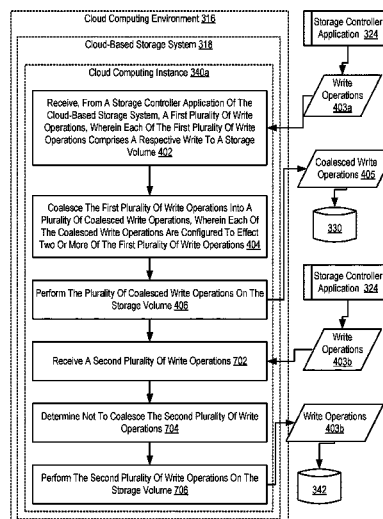 Cloud Computing Environment 316
Cloud-Based Storage System 318
Cloud Computing Instance 340a
Receive, From A Storage Controller Application Of The
Cloud-Based Storage System, A First Plurality Of Write
Operations, Wherein Each Of The First Plurality Of Write
Operations Comprises A Respective Write To A Storage
Volume 402
Coalesce The First Plurality Of Write Operations Into A
Plurality Of Coalesced Write Operations, Wherein Each Of
The Coalesced Write Operations Are Configured To Effect
Two Or More Of The First Plurality Of Write Operations 404
Perform The Plurality Of Coalesced Write Operations On The
Storage Volume 406
Receive A Second Plurality Of Write Operations 702
Determine Not To Coalesce The Second Plurality Of Write
Operations 704
Perform The Second Plurality Of Write Operations On The
Storage Volume 706
Storage Controller
Application 324
Write
Operations
403a
Coalesced Write
Operations 405
330
Storage Controller
Application 324
Write
Operations
403b
Write Operations
403b
342